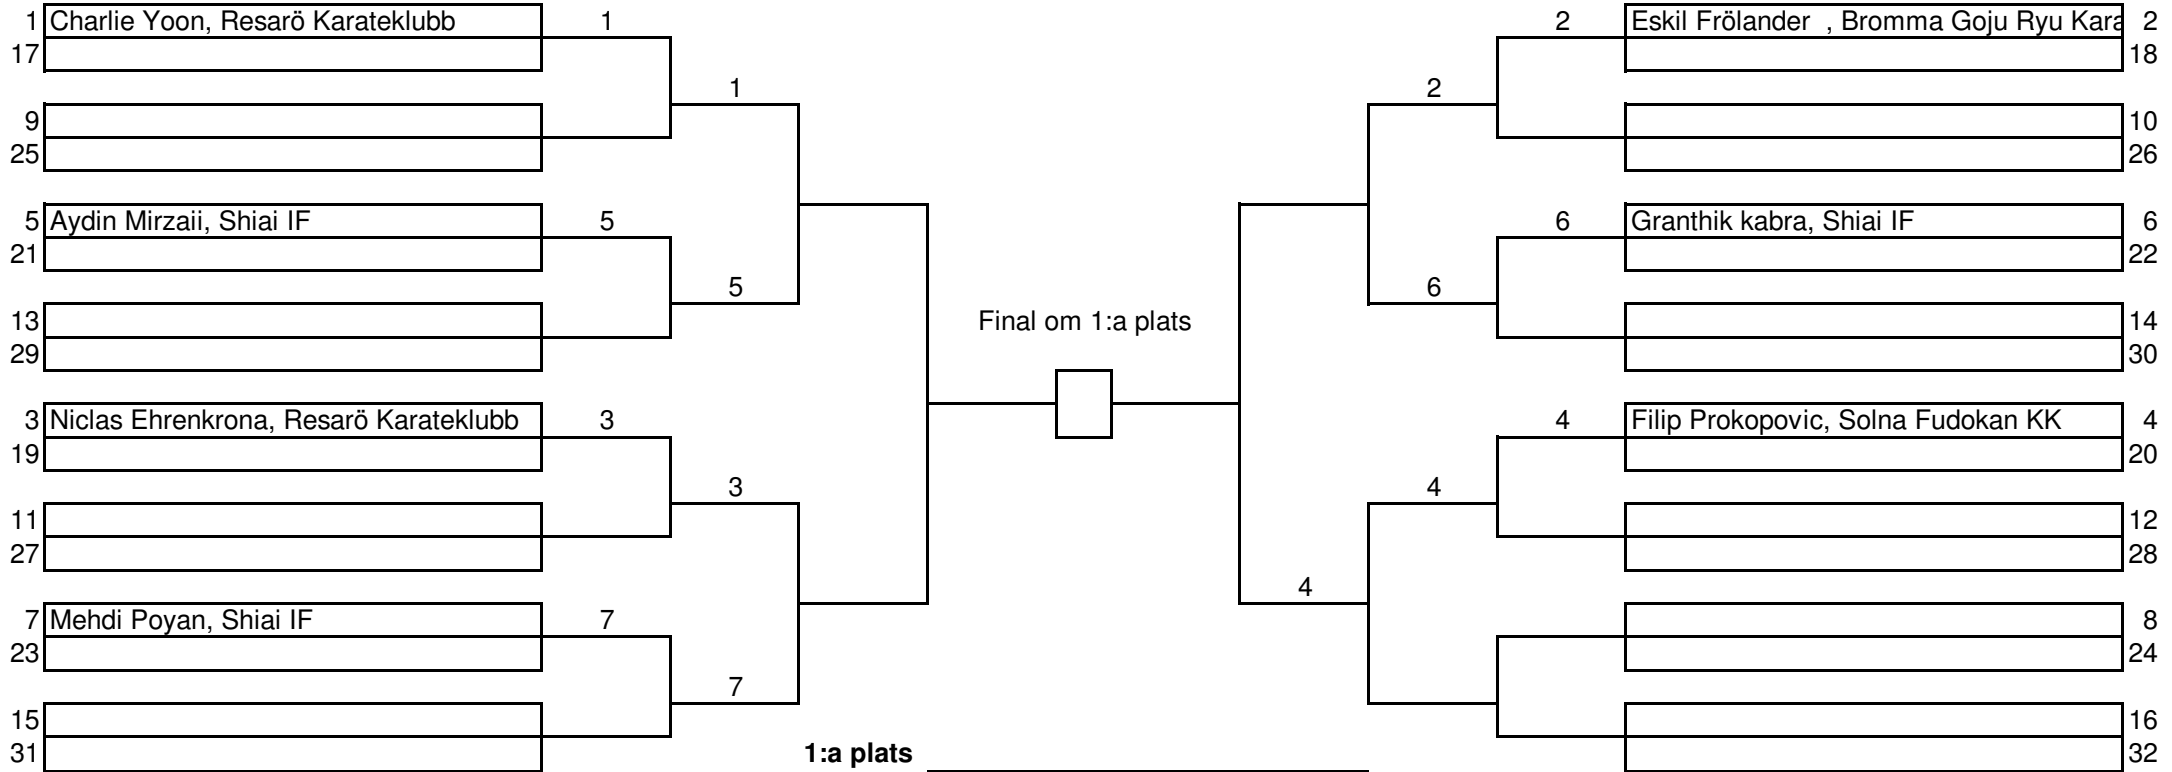 1 Charlie Yoon, Resarö Karateklubb 1 2 Eskil Frölander , Bromma Goju Ryu Kara 2
17 18
1 2
9 10
25 26
5 Aydin Mirzaii, Shiai IF 5 6 Granthik kabra, Shiai IF 6
21 22
5 6
13 Final om 1:a plats 14
29 30
3 Niclas Ehrenkrona, Resarö Karateklubb 3 4 Filip Prokopovic, Solna Fudokan KK 4
19 20
3 4
11 12
27 28
4
7 Mehdi Poyan, Shiai IF 7 8
23 24
7
15 16
31 1:a plats 32